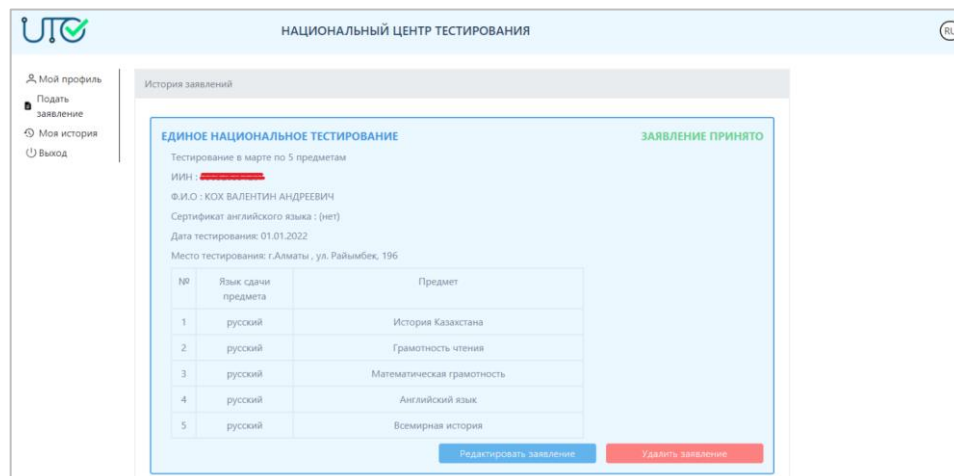 UTO
НАЦИОНАЛЬНЫЙ ЦЕНТР ТЕСТИРОВАНИЯ
RU
Мой профиль
Подать
заявление
Моя история
Выход
История заявлений
ЕДИНОЕ НАЦИОНАЛЬНОЕ ТЕСТИРОВАНИЕ
ЗАЯВЛЕНИЕ ПРИНЯТО
Тестирование в марте по 5 предметам
ИИН :
Ф.И.О : КОХ ВАЛЕНТИН АНДРЕЕВИЧ
Сертификат английского языка : (нет)
Дата тестирования: 01.01.2022
Место тестирования: г.Алматы , ул. Райымбек, 196
№ Язык сдачи Предмет
предмета
1 русский История Казахстана
2 русский Грамотность чтения
3 русский Математическая грамотность
4 русский Английский язык
5 русский Всемирная история
Редактировать заявление
Удалить заявление